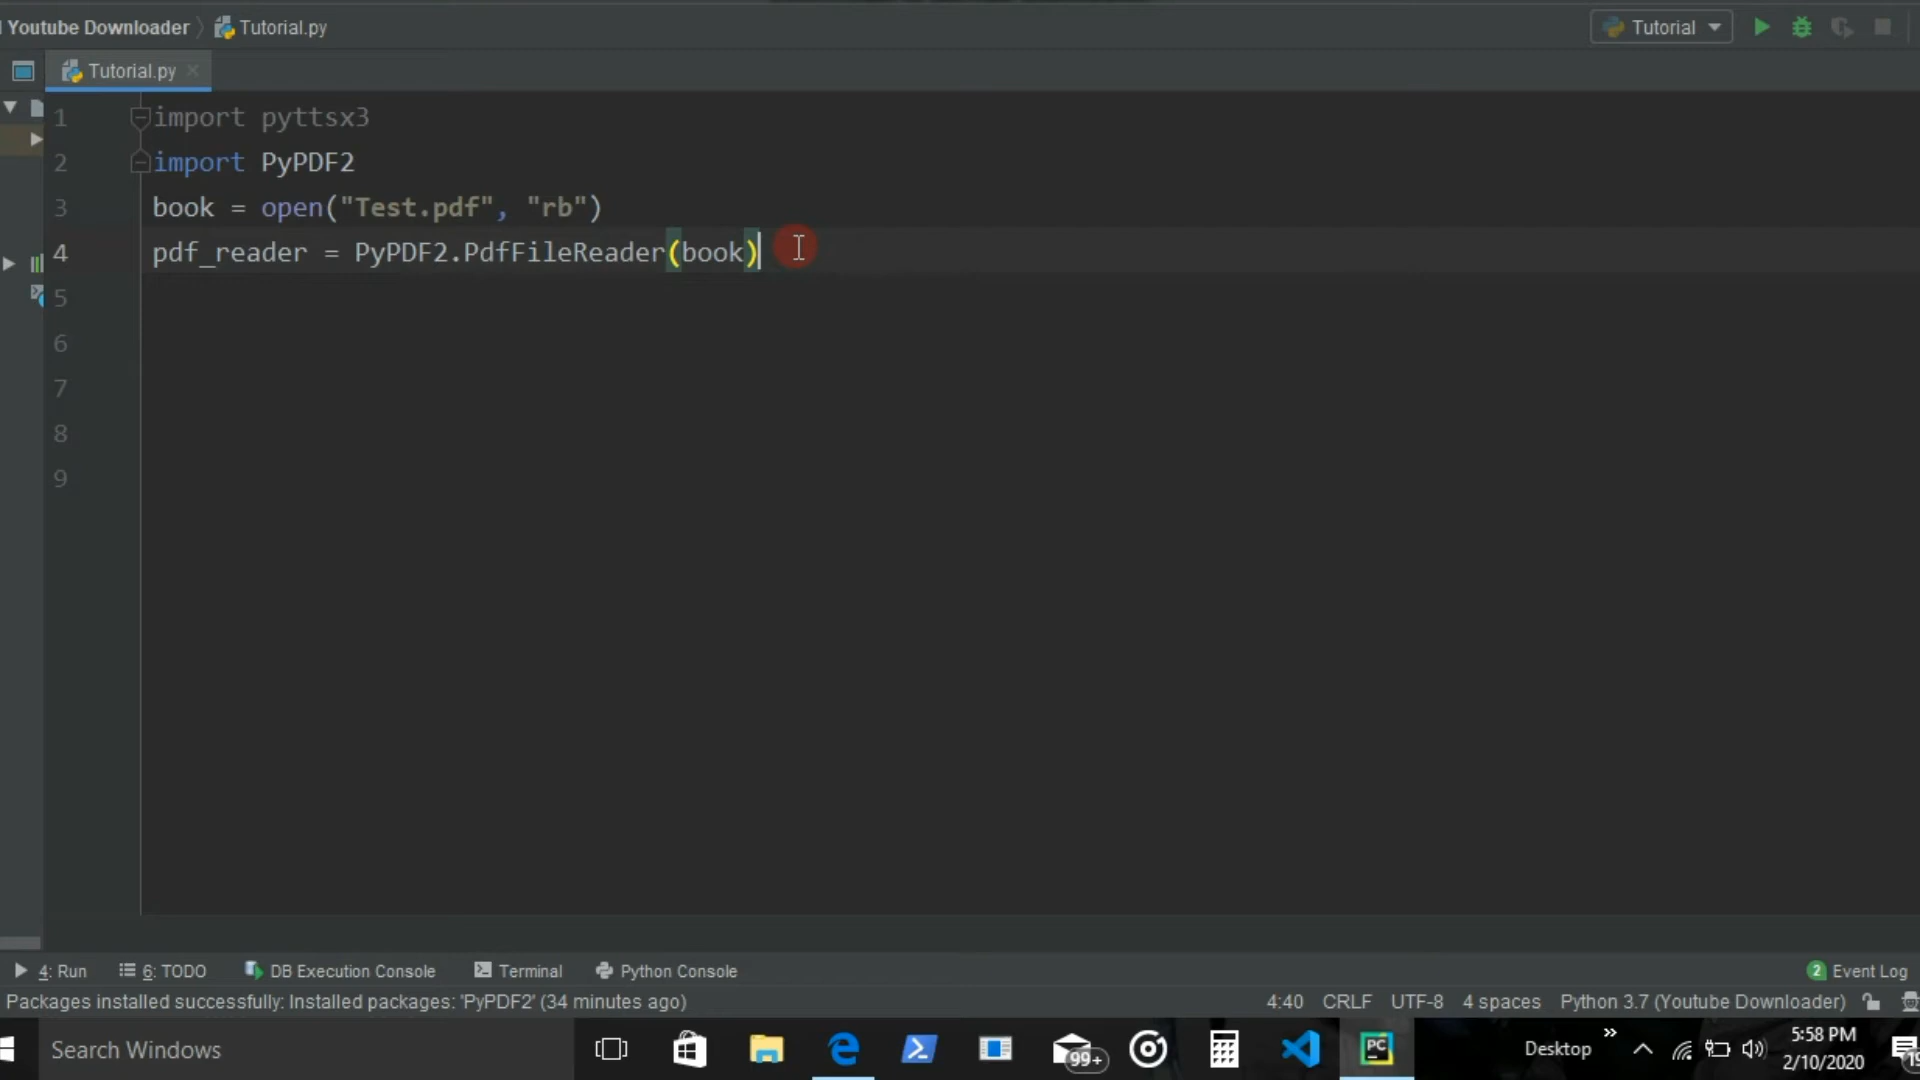 Youtube Downloader
Tutorial.py
Tutorial
Tutorial.py
1 import pyttsx3
2 import PyPDF2
3 book = open("Test.pdf", "rb")
4 pdf_reader = PyPDF2.PdfFileReader(book)
5
6
7
8
9
4: Run
6: TODO
DB Execution Console
Terminal
Python Console
2 Event Log
Packages installed successfully: Installed packages: 'PyPDF2' (34 minutes ago)
4:40 CRLF UTF-8 4 spaces Python 3.7 (Youtube Downloader)
Search Windows
99+
PC
Desktop
5:58 PM
2/10/2020